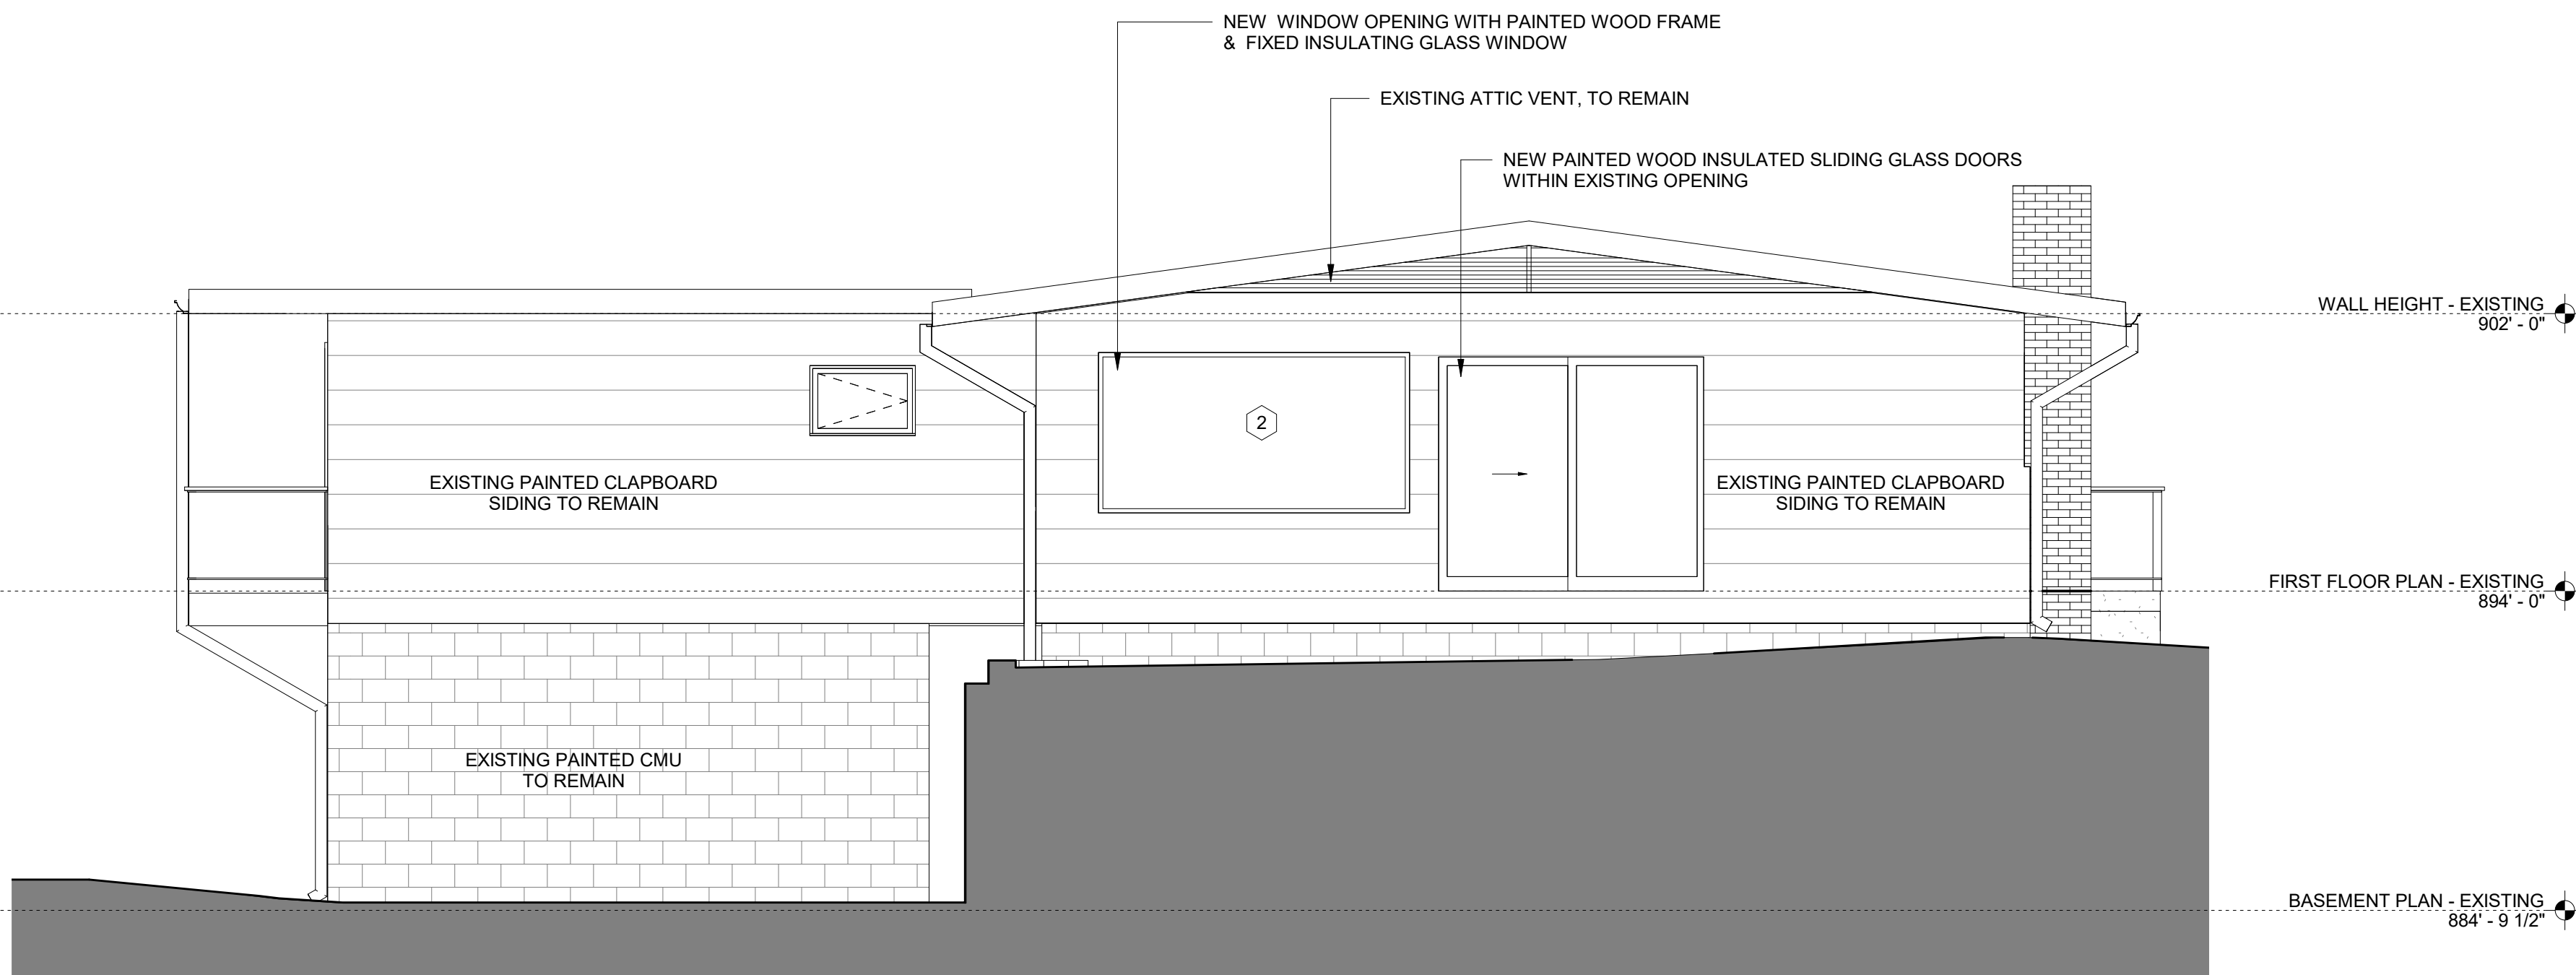 NEW  WINDOW OPENING WITH PAINTED WOOD FRAME
&  FIXED INSULATING GLASS WINDOW
EXISTING ATTIC VENT, TO REMAIN
NEW PAINTED WOOD INSULATED SLIDING GLASS DOORS
WITHIN EXISTING OPENING
WALL HEIGHT - EXISTING
902' - 0"
2
EXISTING PAINTED CLAPBOARD
SIDING TO REMAIN
EXISTING PAINTED CLAPBOARD
SIDING TO REMAIN
FIRST FLOOR PLAN - EXISTING
894' - 0"
EXISTING PAINTED CMU
TO REMAIN
BASEMENT PLAN - EXISTING
884' - 9 1/2"